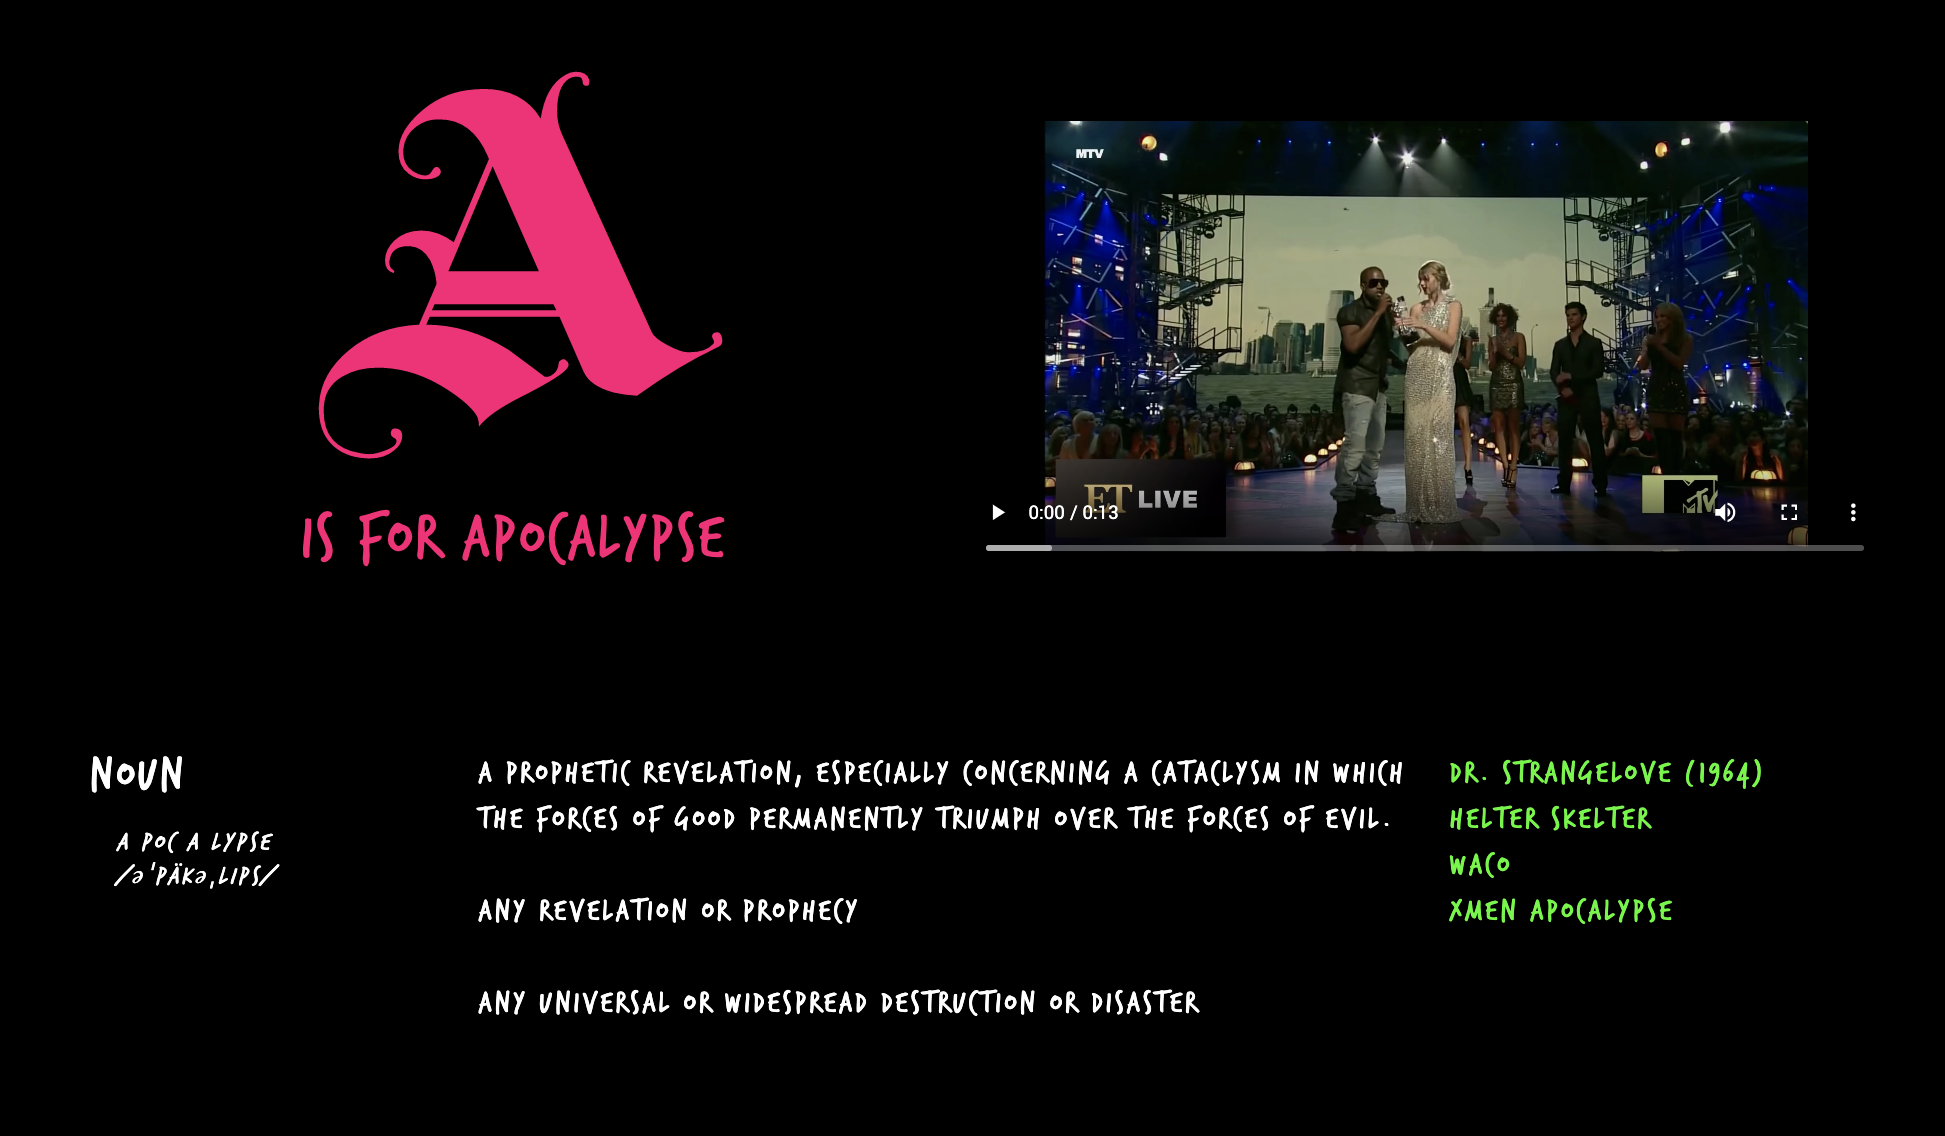 A
IS FOR APOCALYPSE
MTV
ET LIVE
MTV
0:00 / 0:13
NOUN
A POC A LYPSE
/ə'PÄKə,LIPS/
A PROPHETIC REVELATION, ESPECIALLY CONCERNING A CATACLYSM IN WHICH
THE FORCES OF GOOD PERMANENTLY TRIUMPH OVER THE FORCES OF EVIL.
ANY REVELATION OR PROPHECY
ANY UNIVERSAL OR WIDESPREAD DESTRUCTION OR DISASTER
DR. STRANGELOVE (1964)
HELTER SKELTER
WACO
XMEN APOCALYPSE